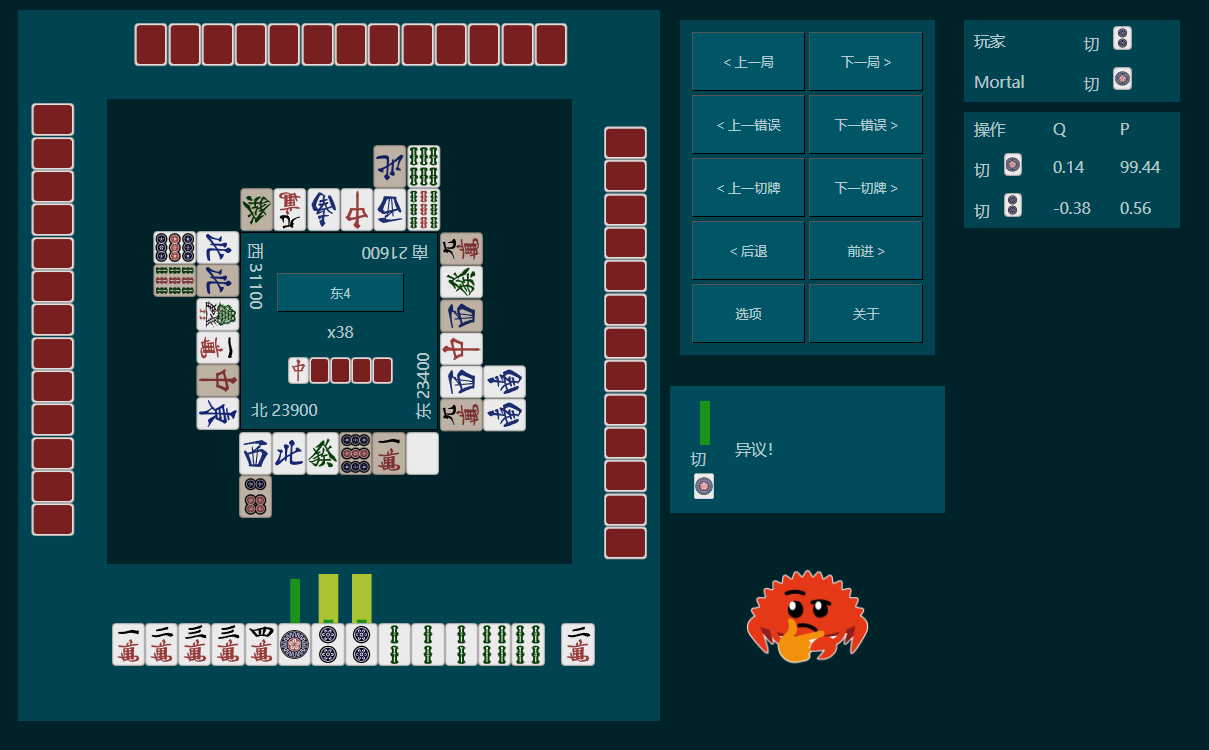 西 31100
南 21600
东4
x38
东 23400
北 23900
< 上一局
下一局 >
< 上一错误
下一错误 >
< 上一切牌
下一切牌 >
< 后退
前进 >
选项
关于
玩家 切
Mortal 切
操作 Q P
切 0.14 99.44
切 -0.38 0.56
切
异议!